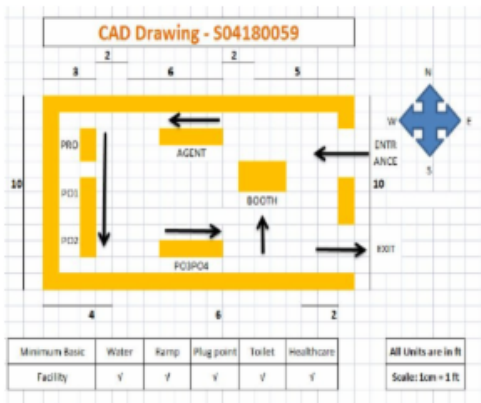 CAD Drawing - S04180059
2 2
3 6 5
N
W E
S
PRO
AGENT
ENTR
ANCE
10 10
PO1
BOOTH
PO2
EXIT
PO3PO4
4 6 2
Minimum Basic Water Ramp Plug point Toilet Healthcare
Facility √ √ √ √ √
All Units are in ft
Scale: 1cm = 1 ft